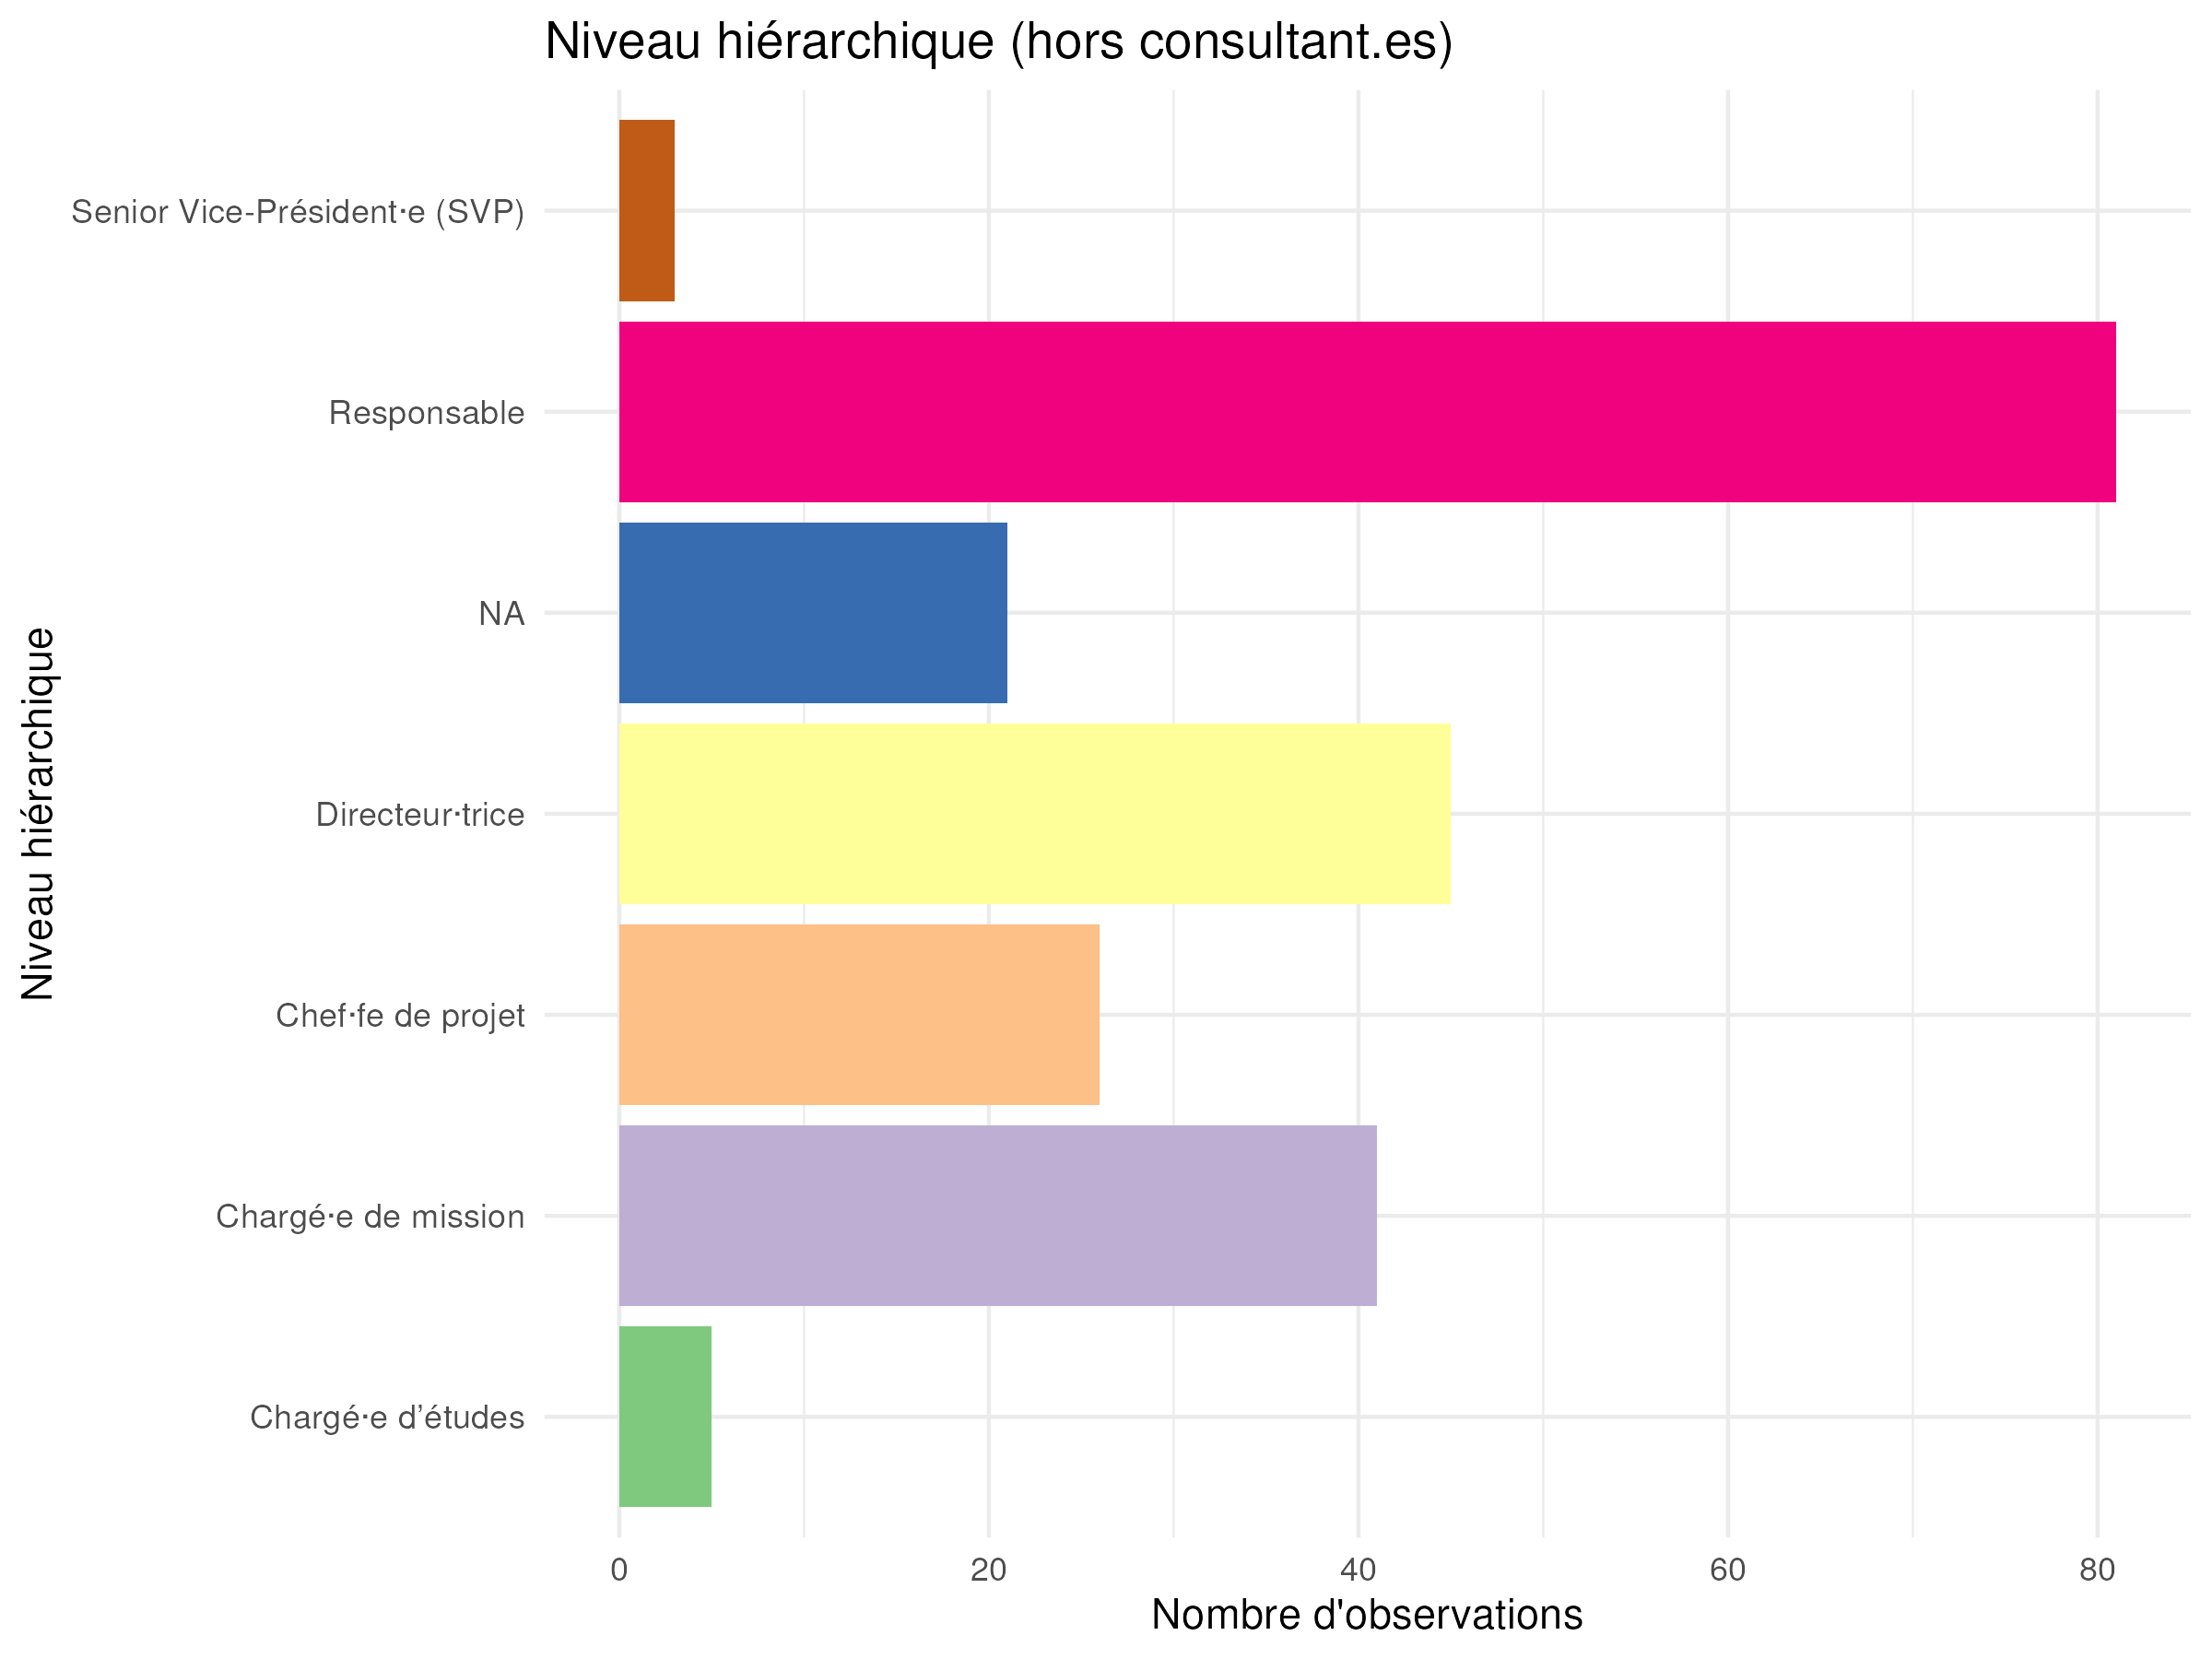 Niveau hiérarchique (hors consultant.es)
Niveau hiérarchique
Senior Vice-Président·e (SVP)
Responsable
NA
Directeur·trice
Chef·fe de projet
Chargé·e de mission
Chargé·e d’études
0 20 40 60 80
Nombre d'observations